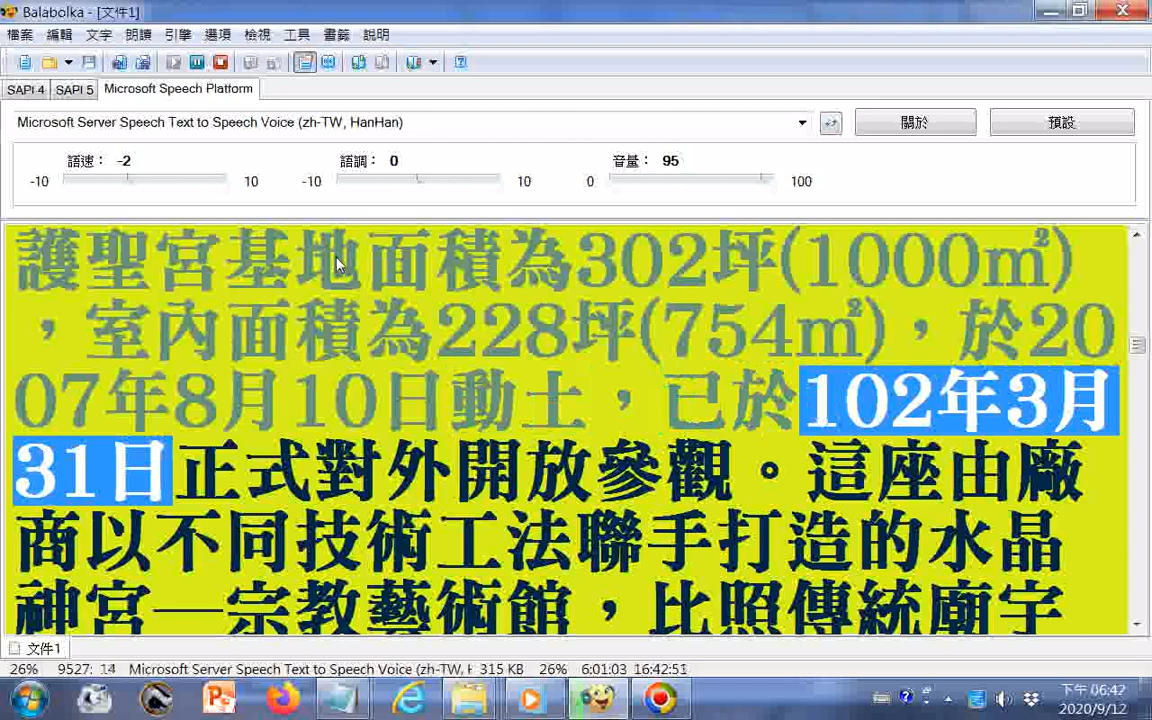 Balabolka - [文件1]
檔案 編輯 文字 朗讀 引擎 選項 檢視 工具 書籤 說明
SAPI 4 SAPI 5 Microsoft Speech Platform
Microsoft Server Speech Text to Speech Voice (zh-TW, HanHan) 關於 預設
語速： -2 語調： 0 音量： 95
-10 10 -10 10 0 100
護聖宮基地面積為302坪(1000㎡)
，室內面積為228坪(754㎡)，於20
07年8月10日動土，已於102年3月
31日正式對外開放參觀。這座由廠
商以不同技術工法聯手打造的水晶
神宮—宗教藝術館，比照傳統廟宇
文件1
26% 9527: 14 Microsoft Server Speech Text to Speech Voice (zh-TW, 315 KB 26% 6:01:03 16:42:51
下午 06:42
2020/9/12